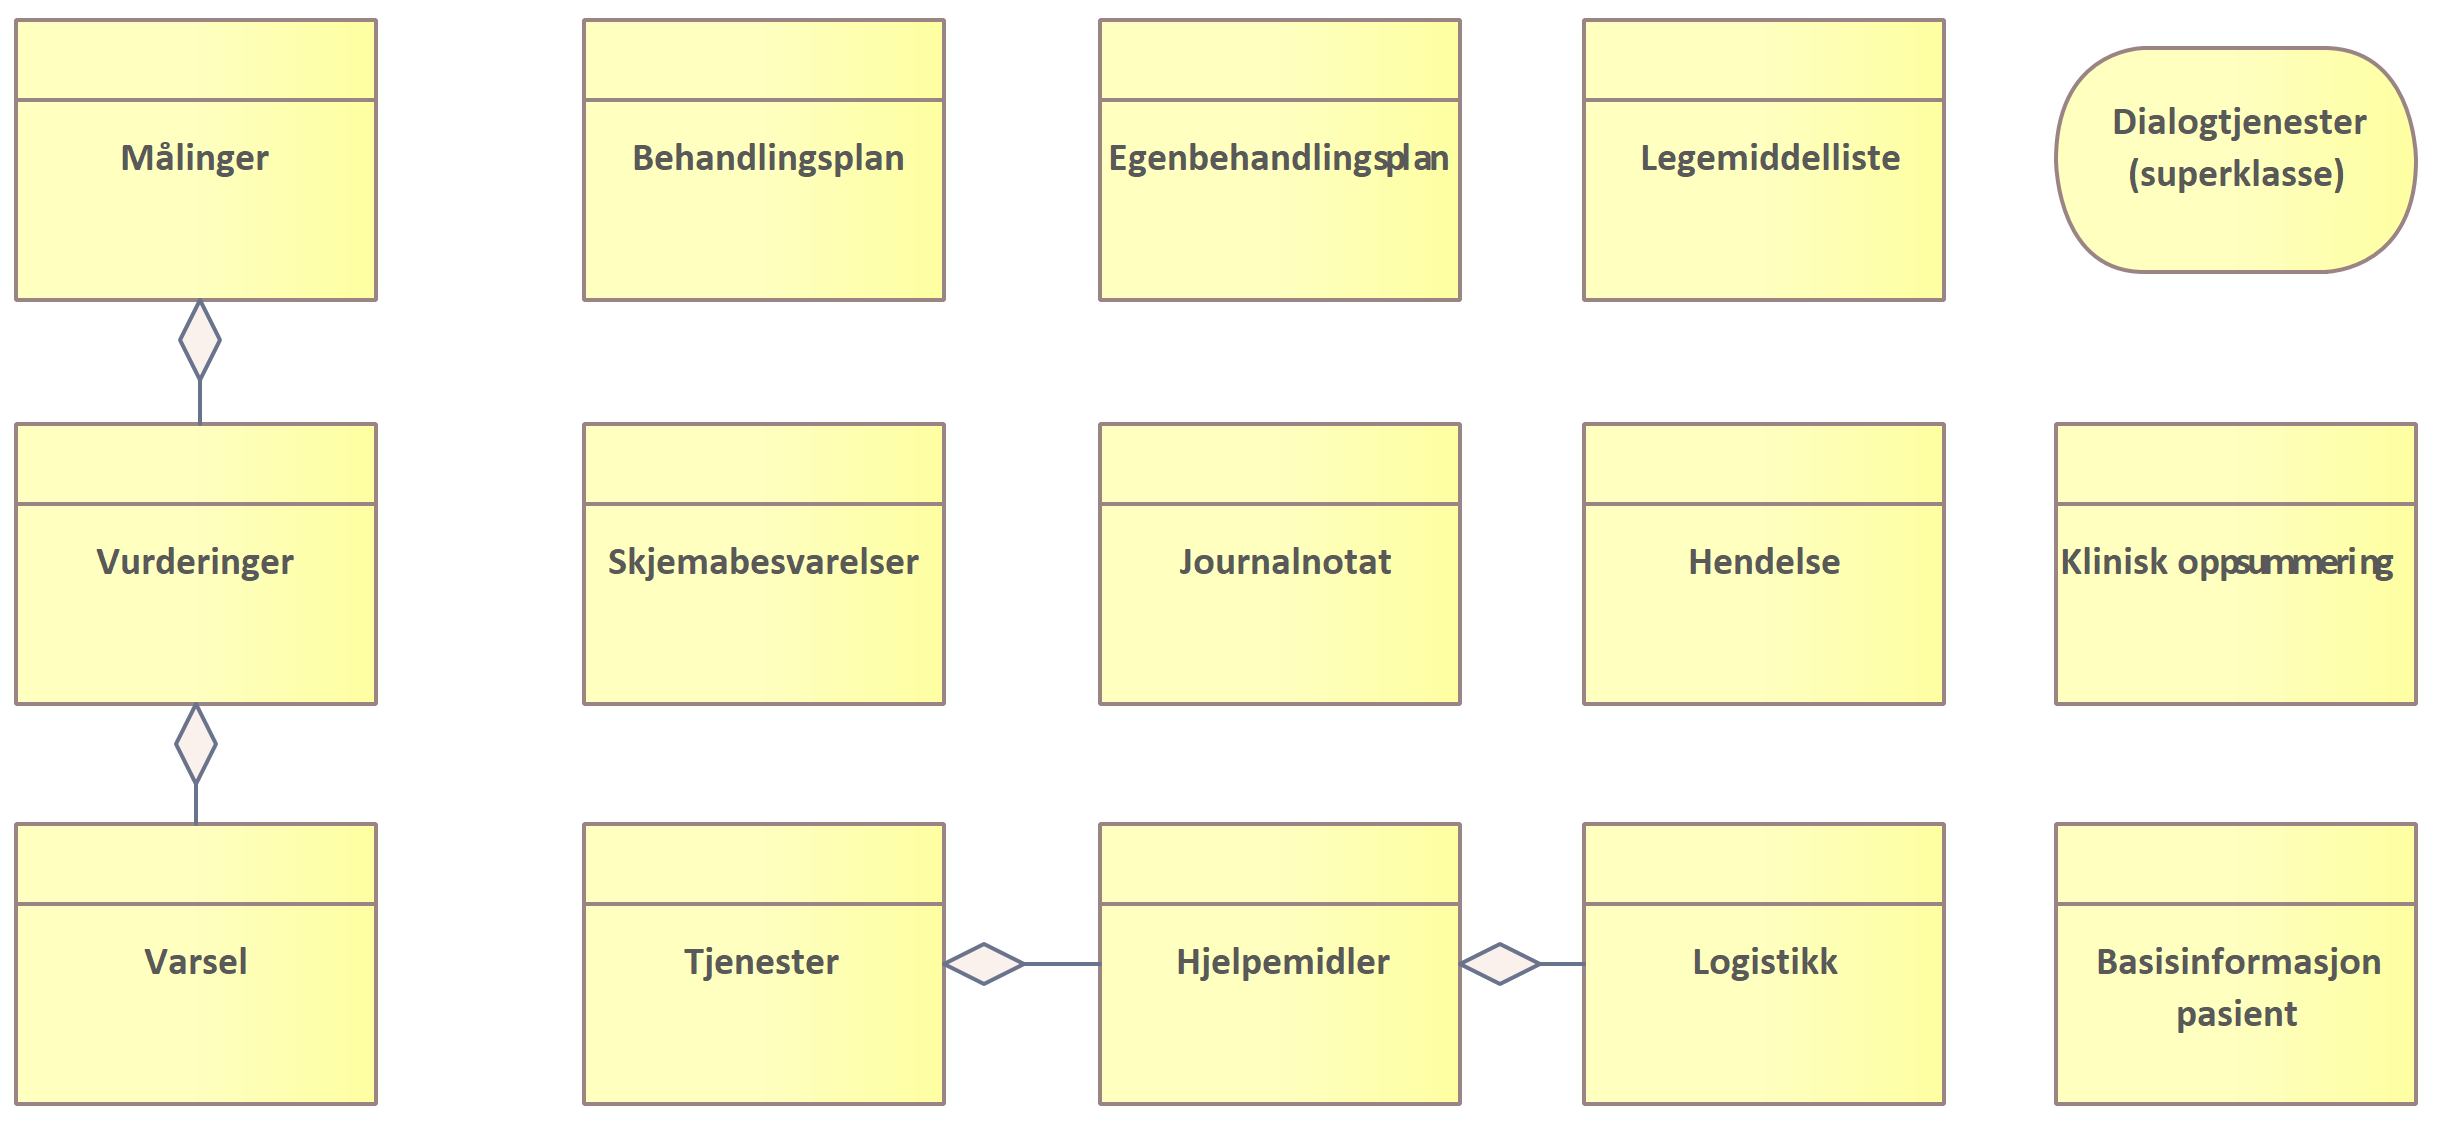 Målinger
Behandlingsplan
Egenbehandlingsplan
Legemiddelliste
Dialogtjenester
(superklasse)
Vurderinger
Skjemabesvarelser
Journalnotat
Hendelse
Klinisk oppsummering
Varsel
Tjenester
Hjelpemidler
Logistikk
Basisinformasjon
pasient